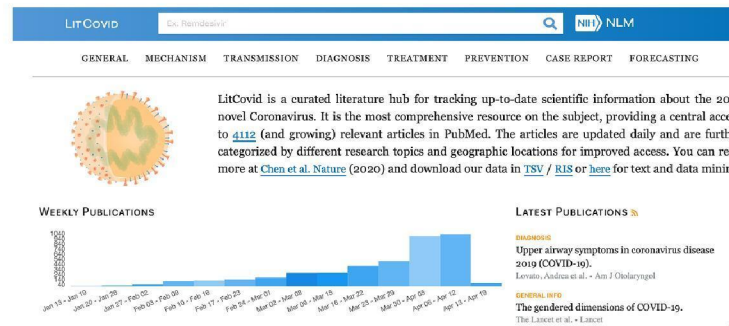 LITCOVID
Ex: Remdesivir
NIH NLM
GENERAL MECHANISM TRANSMISSION DIAGNOSIS TREATMENT PREVENTION CASE REPORT FORECASTING
LitCovid is a curated literature hub for tracking up-to-date scientific information about the 20
novel Coronavirus. It is the most comprehensive resource on the subject, providing a central acce
to 4112 (and growing) relevant articles in PubMed. The articles are updated daily and are furth
categorized by different research topics and geographic locations for improved access. You can re
more at Chen et al. Nature (2020) and download our data in TSV / RIS or here for text and data minin
WEEKLY PUBLICATIONS
1040
40
Jan 13 - Jan 19
Jan 20 - Jan 26
Jan 27 - Feb 02
Feb 03 - Feb 09
Feb 10 - Feb 16
Feb 17 - Feb 23
Feb 24 - Mar 01
Mar 02 - Mar 08
Mar 09 - Mar 15
Mar 16 - Mar 22
Mar 23 - Mar 29
Mar 30 - Apr 05
Apr 06 - Apr 12
Apr 13 - Apr 19
LATEST PUBLICATIONS
DIAGNOSIS
Upper airway symptoms in coronavirus disease
2019 (COVID-19).
Lovato, Andrea et al. - Am J Otolaryngol
GENERAL INFO
The gendered dimensions of COVID-19.
The Lancet et al. - Lancet